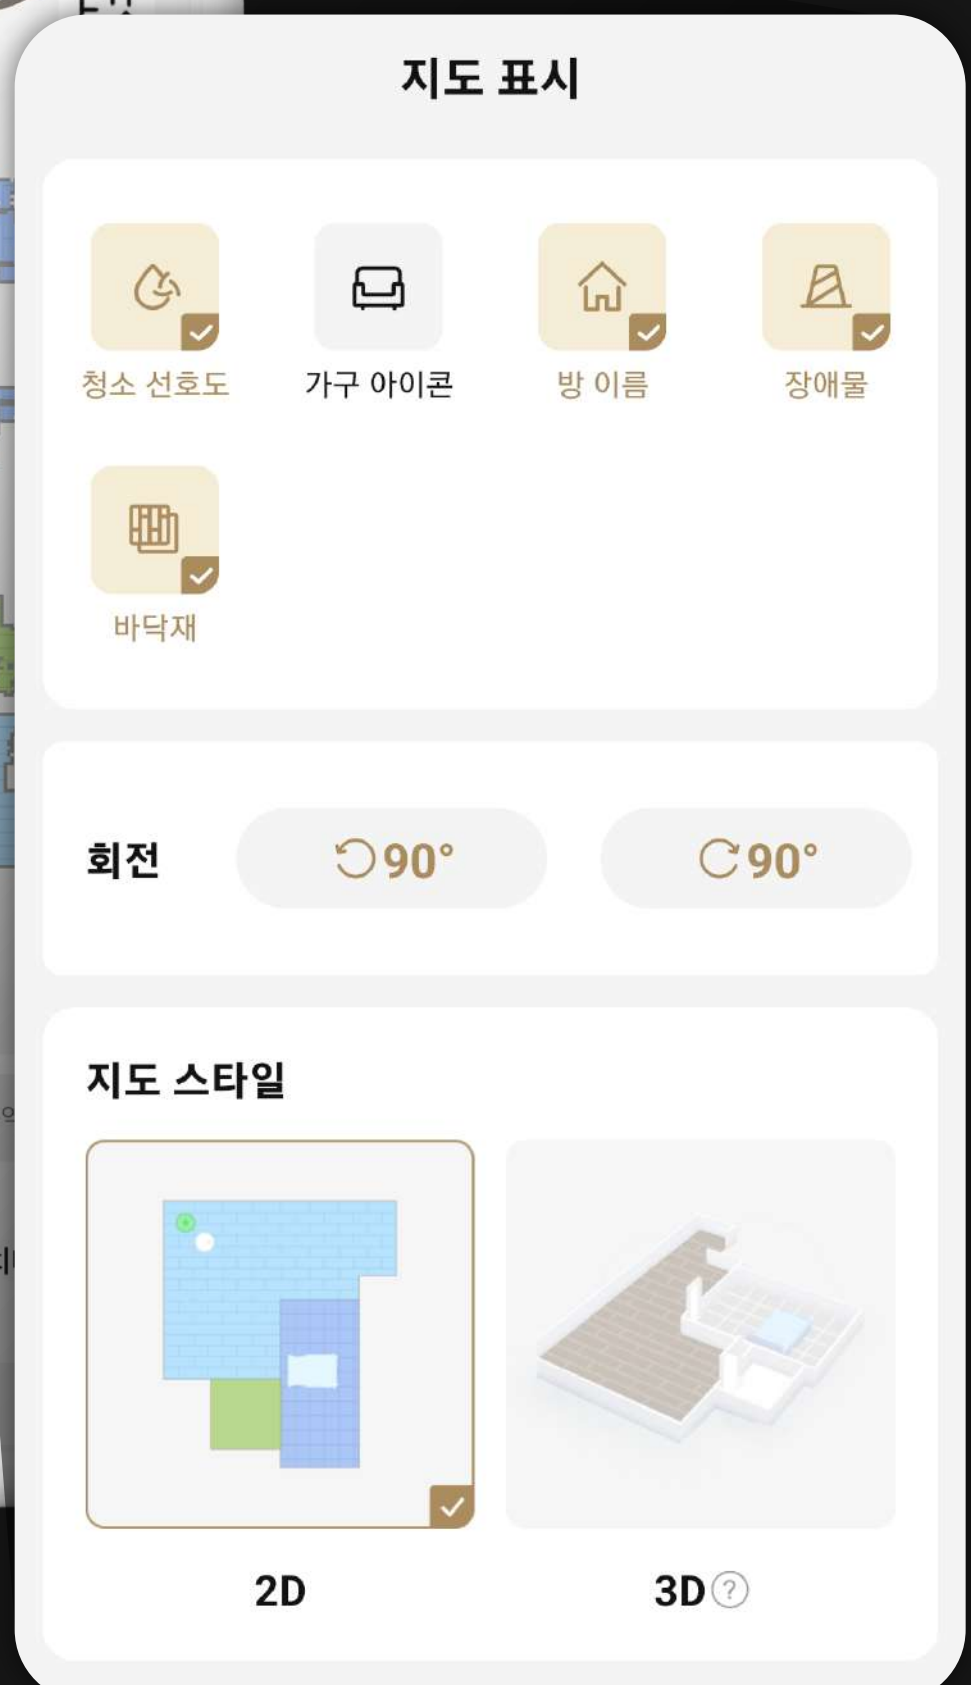 지도 표시
청소 선호도
가구 아이콘
방 이름
장애물
바닥재
회전
90°
90°
지도 스타일
2D
3D
?